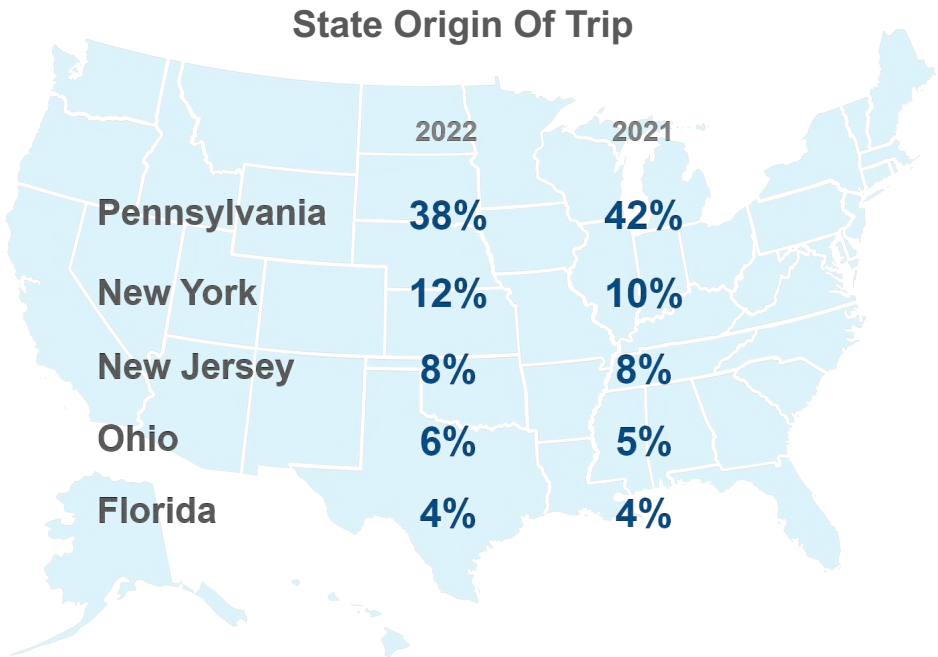 State Origin Of Trip
2022 2021
Pennsylvania 38% 42%
New York 12% 10%
New Jersey 8% 8%
Ohio 6% 5%
Florida 4% 4%